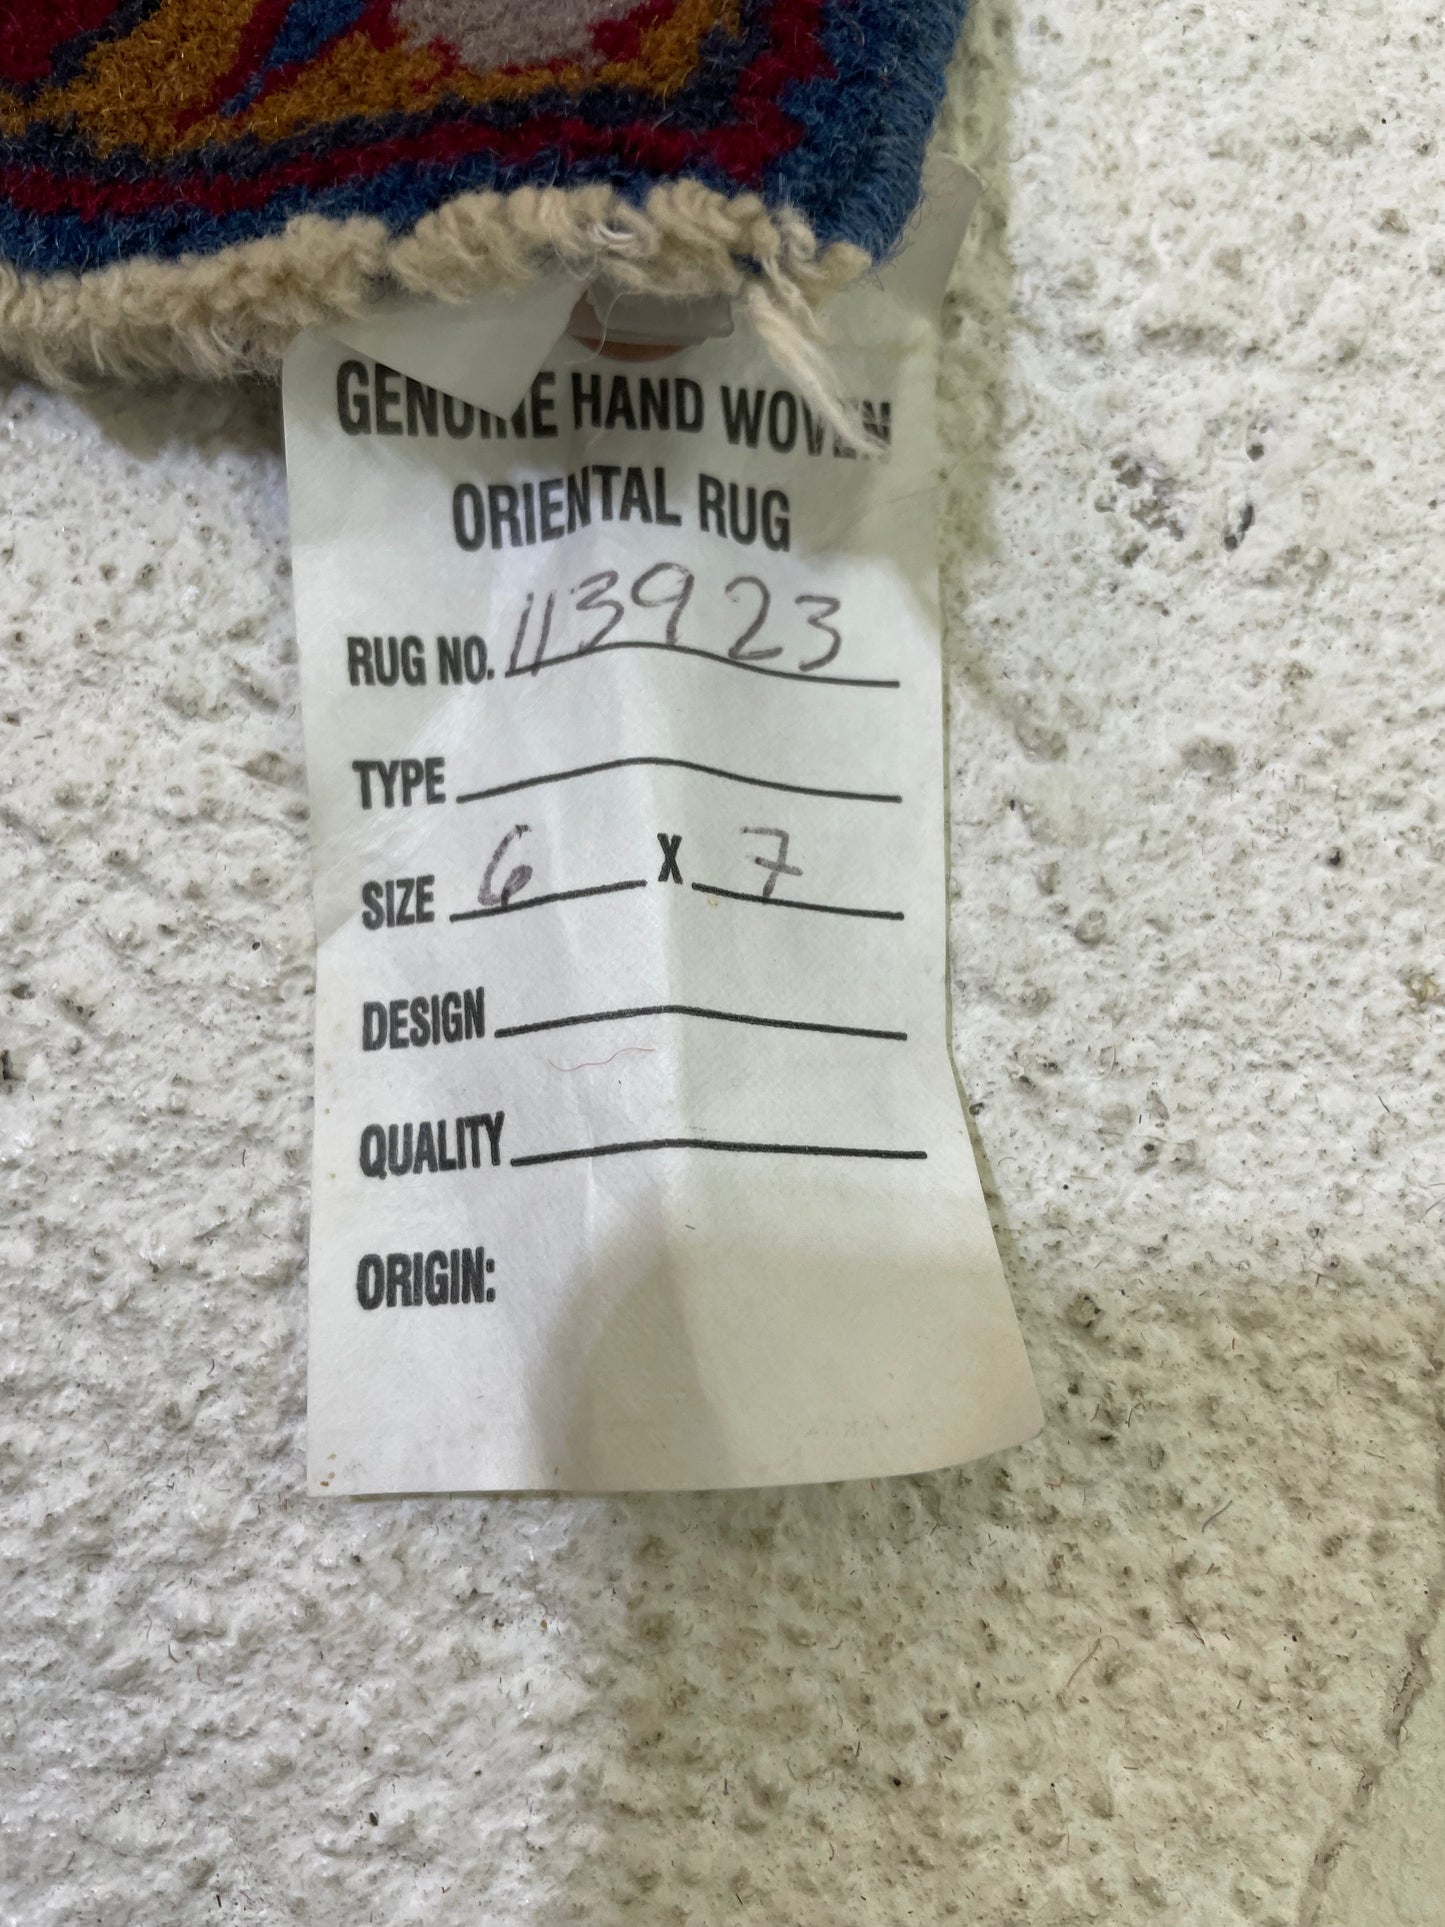 GENUINE HAND WOVEN
ORIENTAL RUG
RUG NO. 113923
TYPE
SIZE 6 X 7
DESIGN
QUALITY
ORIGIN: